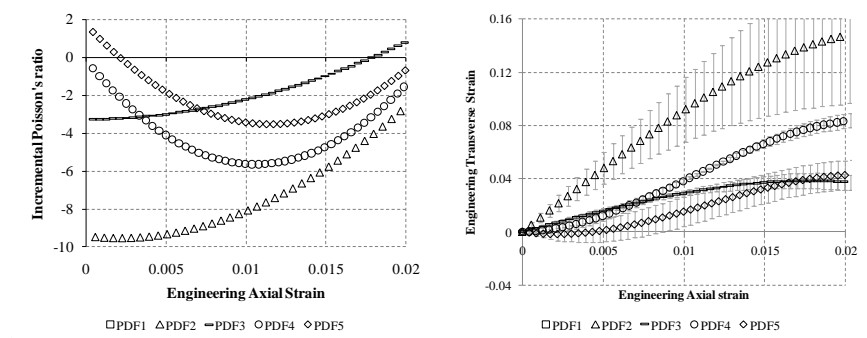 2
0
-2
-4
-6
-8
-10
0 0.005 0.01 0.015 0.02
Incremental Poisson's ratio
Engineering Axial Strain
PDF1 PDF2 PDF3 PDF4 PDF5
0.16
0.12
0.08
0.04
0
-0.04
0 0.005 0.01 0.015 0.02
Engineering Transverse Strain
Engineering Axial strain
PDF1 PDF2 PDF3 PDF4 PDF5